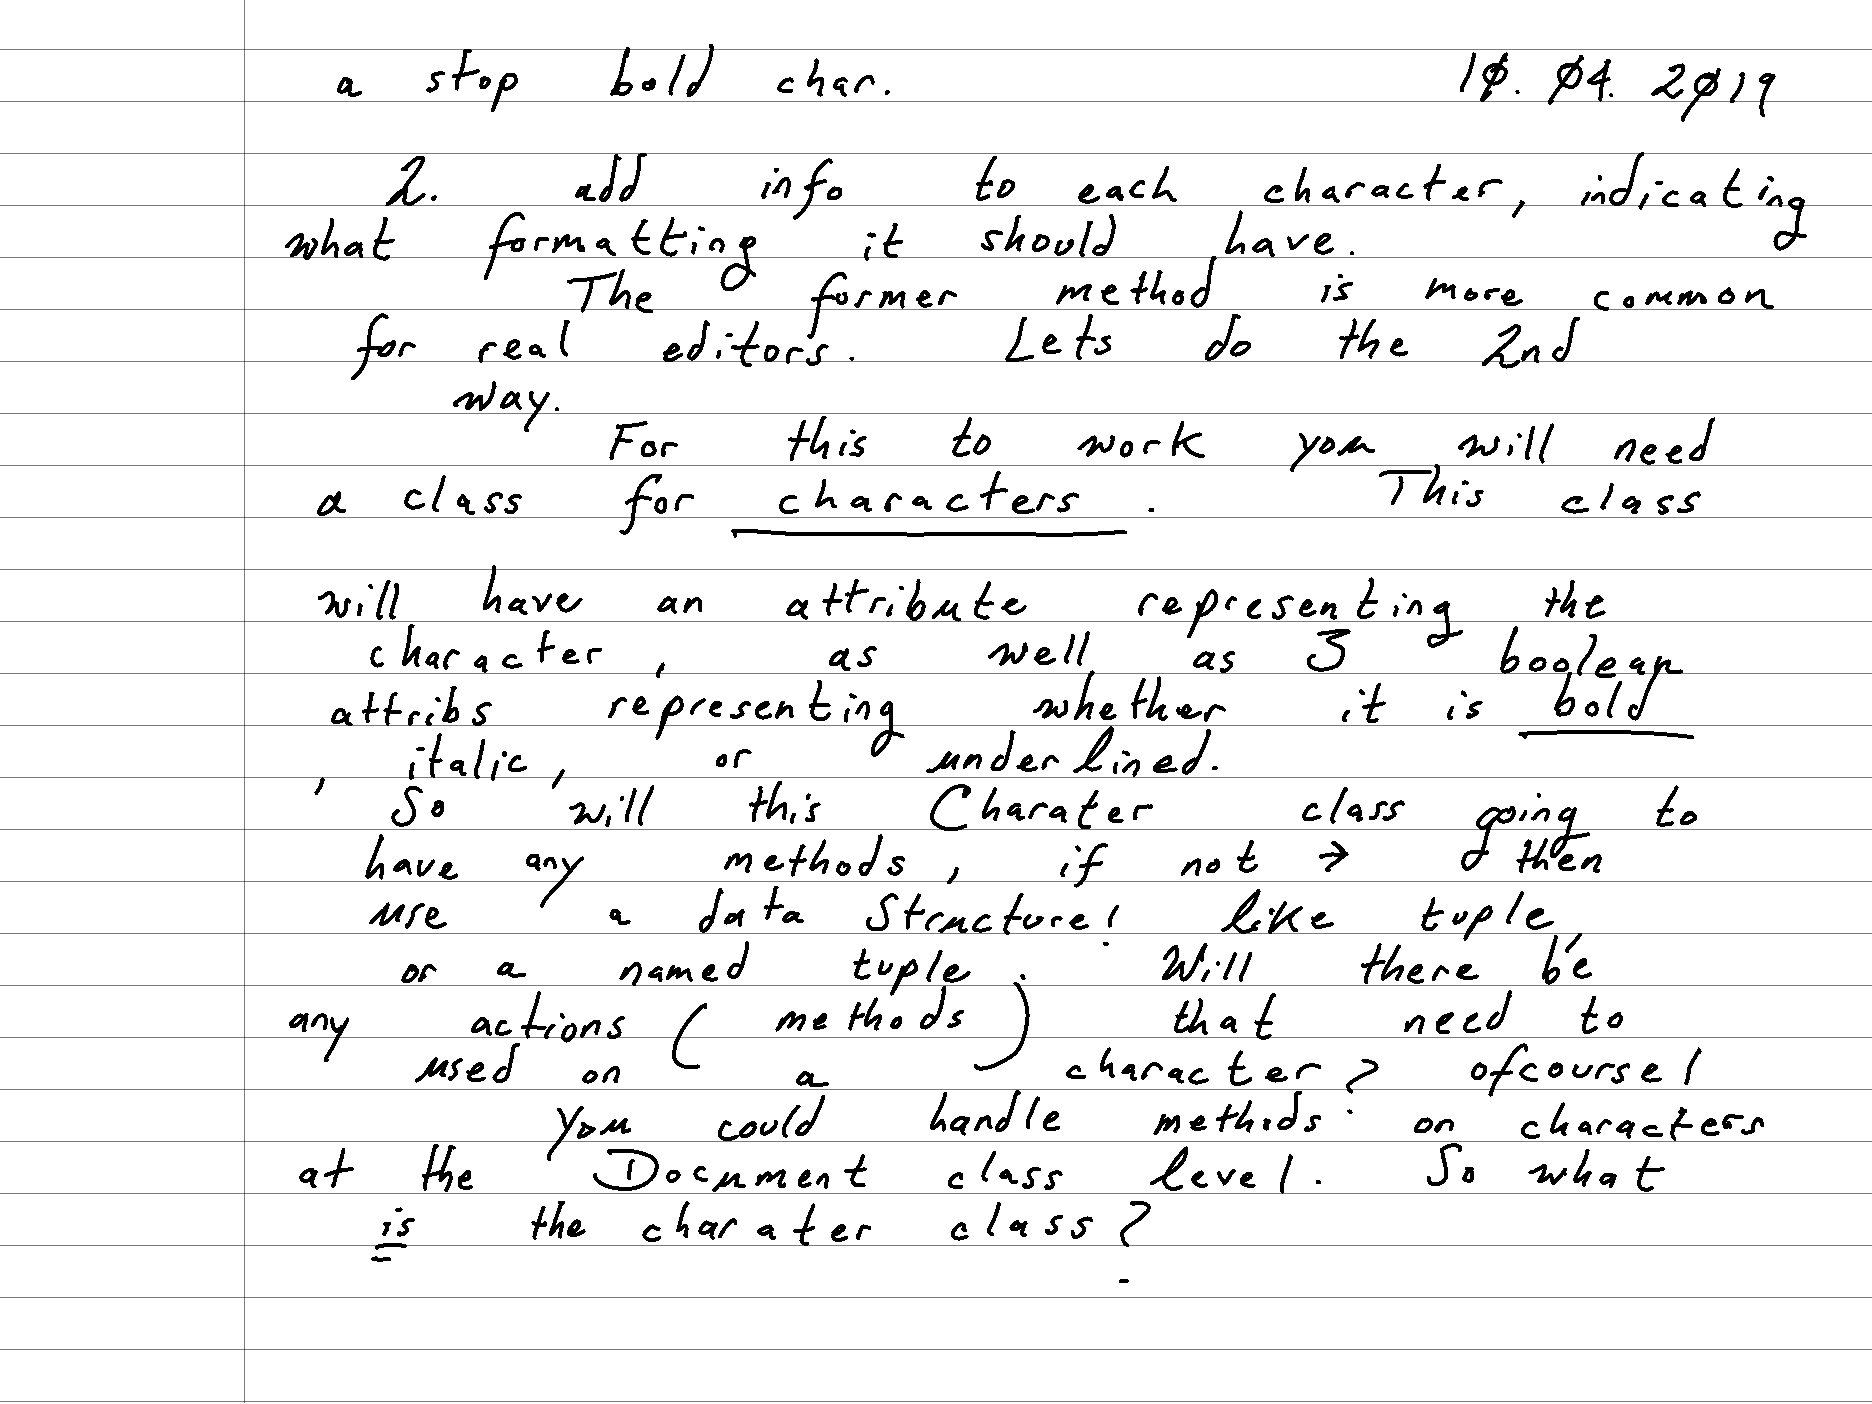 a stop bold char. 10.04.2019
2. add info to each character, indicating
what formatting it should have.
The former method is more common
for real editors. Lets do the 2nd
way.
For this to work you will need
a class for characters. This class
will have an attribute representing the
character, as well as 3 boolean
attribs representing whether it is bold
, italic, or underlined.
So will this Charater class going to
have any methods, if not → then
use a data Structure! like tuple,
or a named tuple. Will there be
any actions (methods) that need to
used on a character? ofcourse!
You could handle methods on characters
at the Document class level. So what
is the charater class?